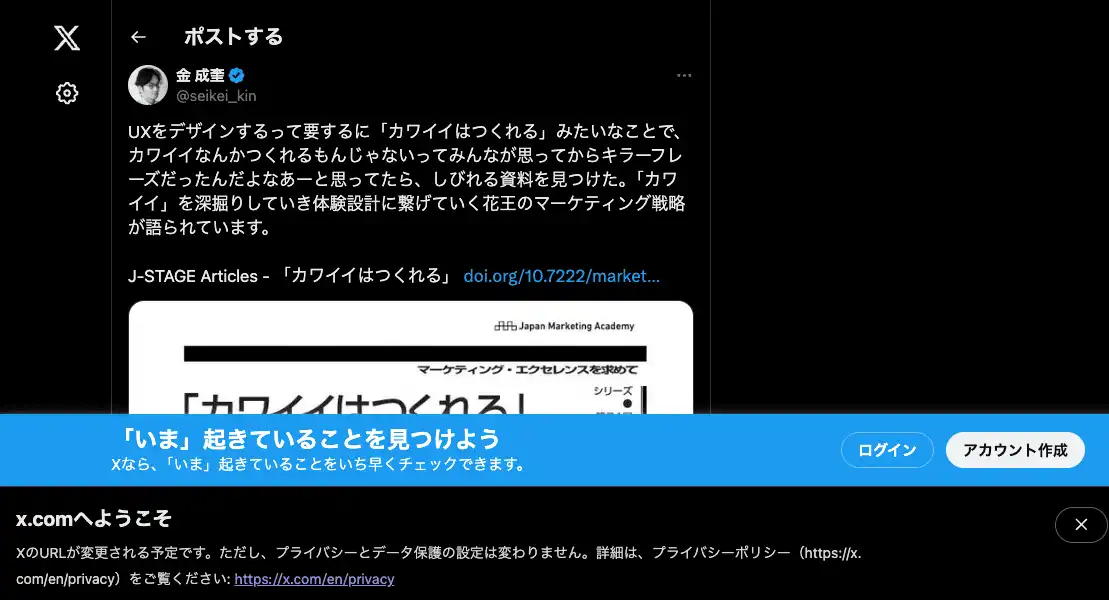 ポストする
金 成奎
@seikei_kin
UXをデザインするって要するに「カワイイはつくれる」みたいなことで、
カワイイなんかつくれるもんじゃないってみんなが思ってからキラーフレ
ーズだったんだよなあーと思ってたら、しびれる資料を見つけた。「カワ
イイ」を深掘りしていき体験設計に繋げていく花王のマーケティング戦略
が語られています。
J-STAGE Articles - 「カワイイはつくれる」 doi.org/10.7222/market…
Japan Marketing Academy
マーケティング・エクセレンスを求めて
シリーズ
「カワイイはつくれる」
「いま」起きていることを見つけよう
Xなら、「いま」起きていることをいち早くチェックできます。
ログイン
アカウント作成
x.comへようこそ
XのURLが変更される予定です。ただし、プライバシーとデータ保護の設定は変わりません。詳細は、プライバシーポリシー（https://x.
com/en/privacy）をご覧ください: https://x.com/en/privacy